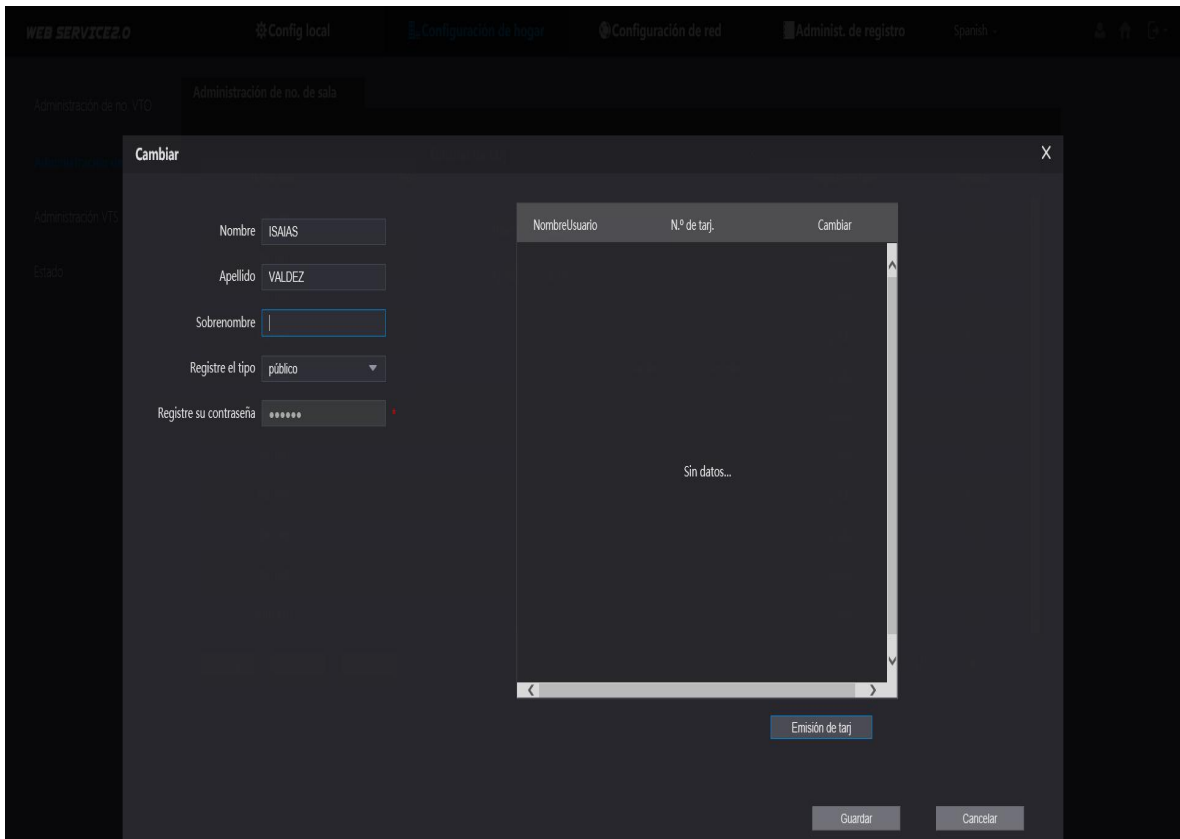 WEB SERVICE2.0 Config local Configuración de hogar Configuración de red Administ. de registro Spanish
Administración de no. VTO
Administración de no. de sala
Administración VTS
Estado
Cambiar X
Nombre ISAIAS
Apellido VALDEZ
Sobrenombre
Registre el tipo público
Registre su contraseña •••••• *
NombreUsuario N.º de tarj. Cambiar
Sin datos...
Emisión de tarj
Guardar Cancelar